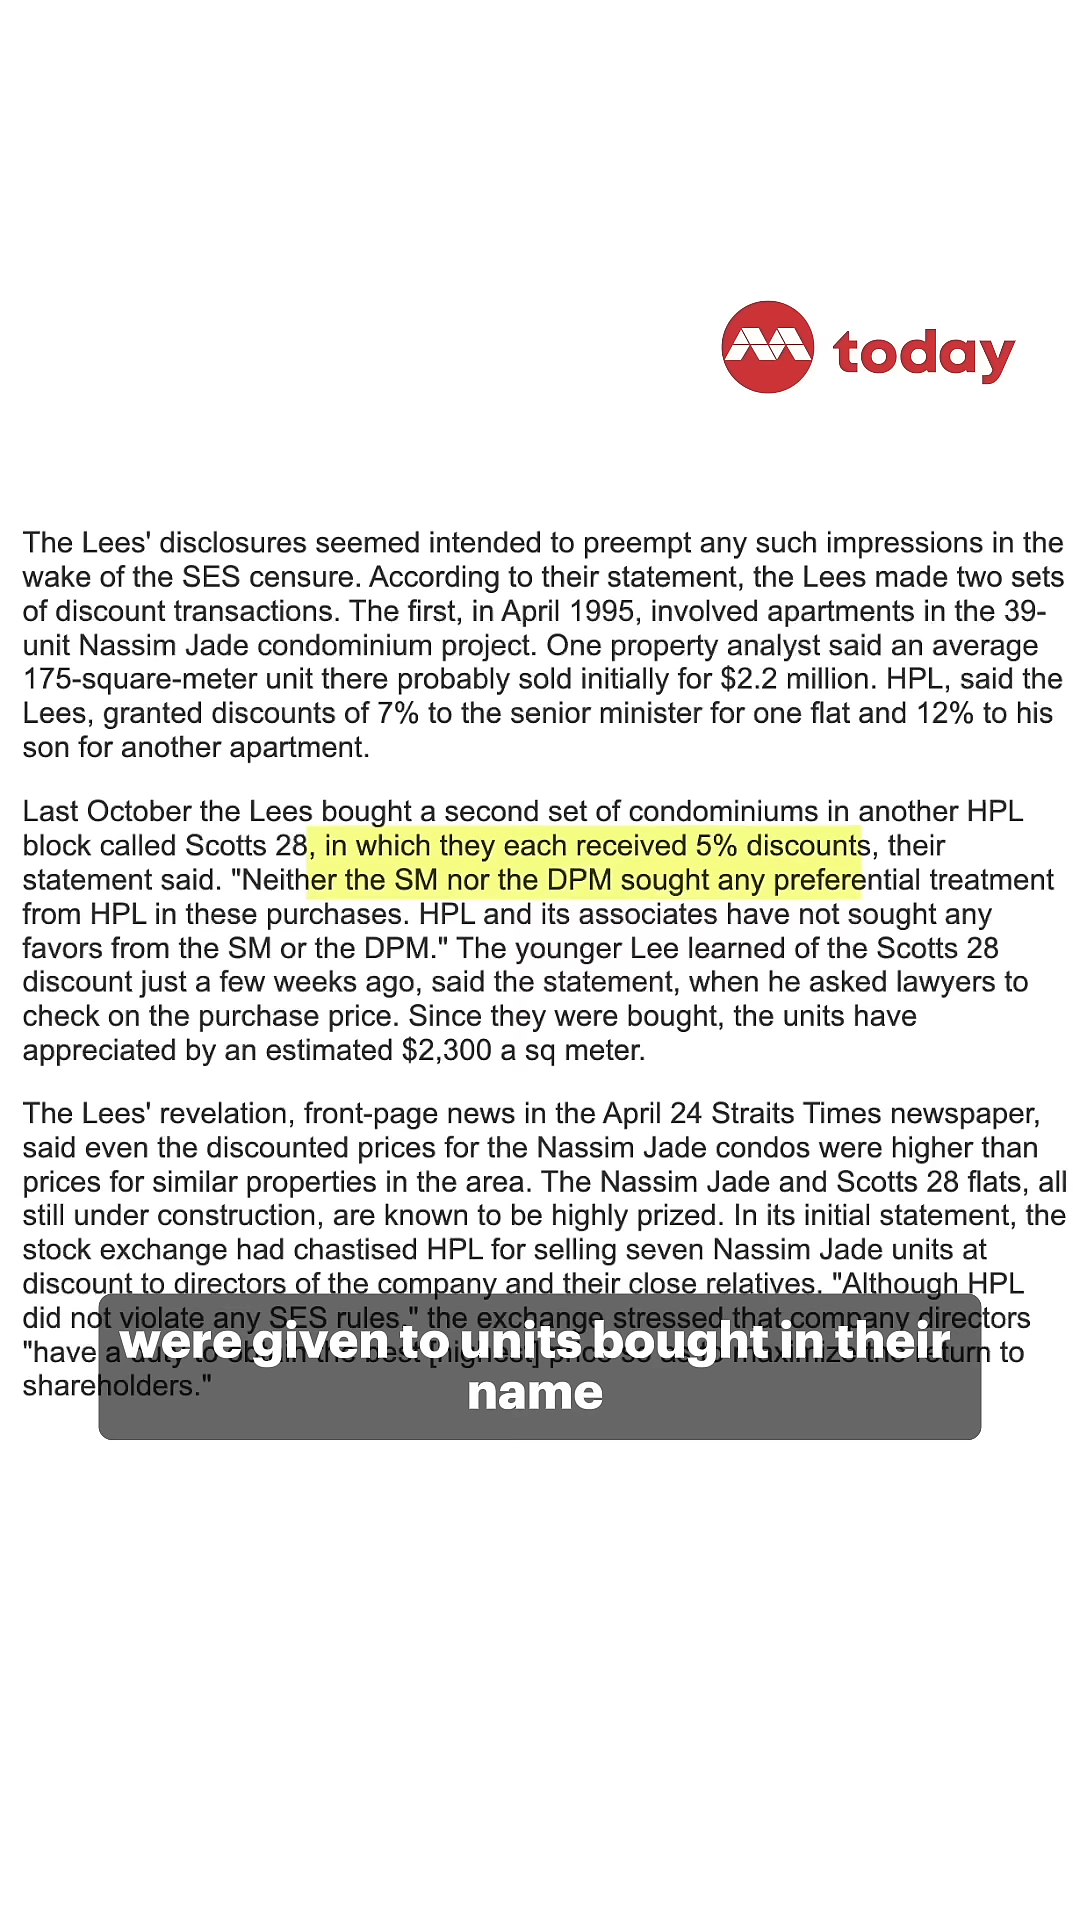 today
The Lees' disclosures seemed intended to preempt any such impressions in the
wake of the SES censure. According to their statement, the Lees made two sets
of discount transactions. The first, in April 1995, involved apartments in the 39-
unit Nassim Jade condominium project. One property analyst said an average
175-square-meter unit there probably sold initially for $2.2 million. HPL, said the
Lees, granted discounts of 7% to the senior minister for one flat and 12% to his
son for another apartment.
Last October the Lees bought a second set of condominiums in another HPL
block called Scotts 28, in which they each received 5% discounts, their
statement said. "Neither the SM nor the DPM sought any preferential treatment
from HPL in these purchases. HPL and its associates have not sought any
favors from the SM or the DPM." The younger Lee learned of the Scotts 28
discount just a few weeks ago, said the statement, when he asked lawyers to
check on the purchase price. Since they were bought, the units have
appreciated by an estimated $2,300 a sq meter.
The Lees' revelation, front-page news in the April 24 Straits Times newspaper,
said even the discounted prices for the Nassim Jade condos were higher than
prices for similar properties in the area. The Nassim Jade and Scotts 28 flats, all
still under construction, are known to be highly prized. In its initial statement, the
stock exchange had chastised HPL for selling seven Nassim Jade units at
discount to directors of the company and their close relatives. "Although HPL
did not violate any SES rules," the exchange stressed that company directors
"have a duty to obtain the best [highest] price so as to maximize the return to
shareholders."
were given to units bought in their
name